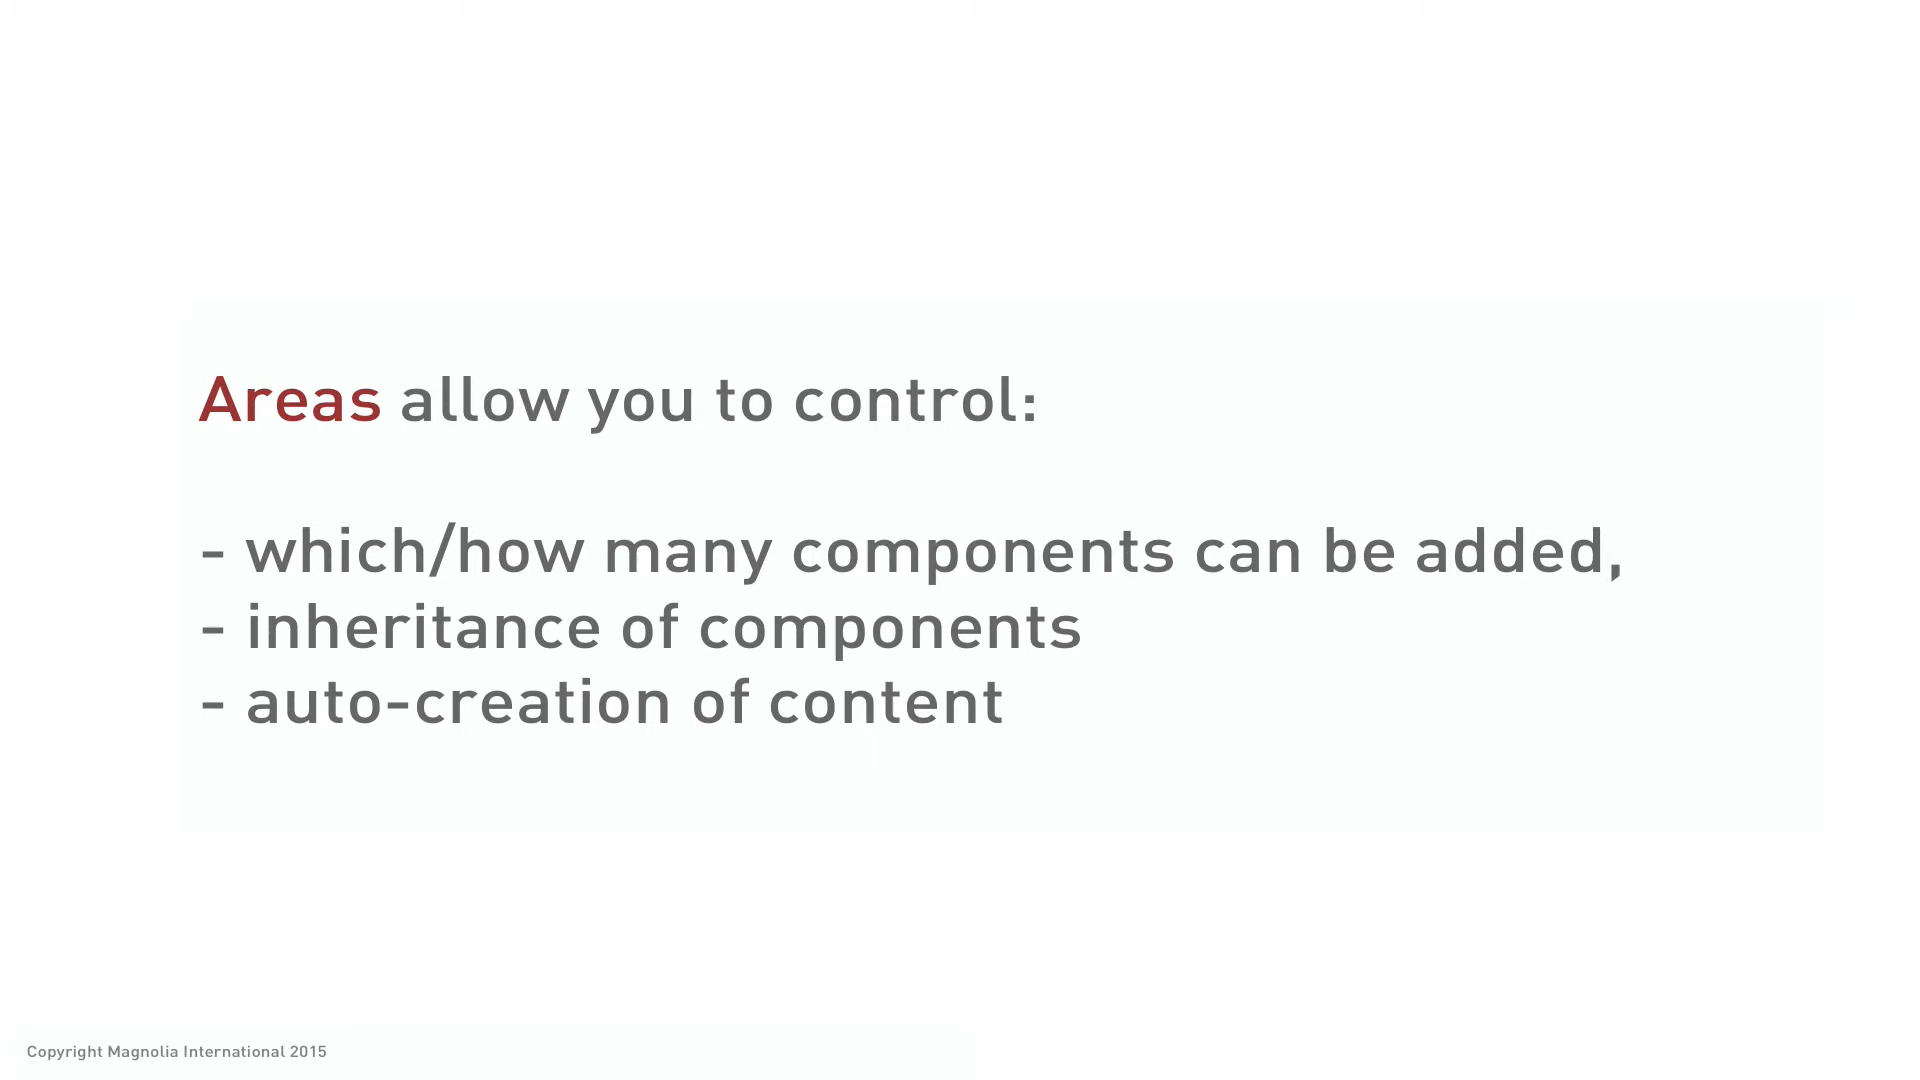 Areas allow you to control:
- which/how many components can be added,
- inheritance of components
- auto-creation of content
Copyright Magnolia International 2015